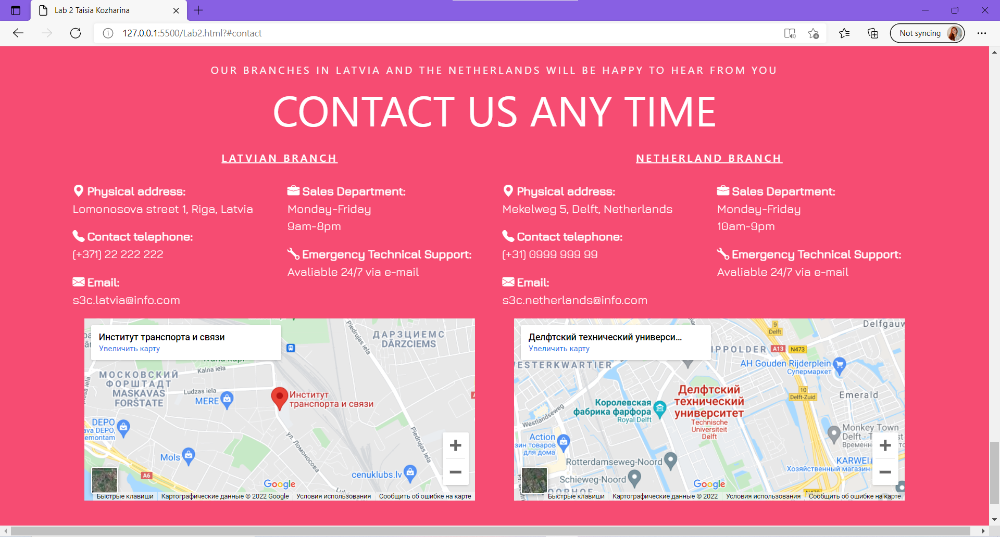 Lab 2 Taisia Kozharina
127.0.0.1:5500/Lab2.html?#contact
Not syncing
OUR BRANCHES IN LATVIA AND THE NETHERLANDS WILL BE HAPPY TO HEAR FROM YOU
CONTACT US ANY TIME
LATVIAN BRANCH
Physical address:
Lomonosova street 1, Riga, Latvia
Contact telephone:
(+371) 22 222 222
Email:
s3c.latvia@info.com
Sales Department:
Monday-Friday
9am-8pm
Emergency Technical Support:
Avaliable 24/7 via e-mail
NETHERLAND BRANCH
Physical address:
Mekelweg 5, Delft, Netherlands
Contact telephone:
(+31) 0999 999 99
Email:
s3c.netherlands@info.com
Sales Department:
Monday-Friday
10am-9pm
Emergency Technical Support:
Avaliable 24/7 via e-mail
Институт транспорта и связи
Увеличить карту
Piedrujas iela
ДАРЗЦИЕМС
DĀRZCIEMS
Kalna iela
МОСКОВСКИЙ
ФОРШТАДТ
MASKAVAS
FORŠTATE
Ludzas iela
MERE
Институт
транспорта и связи
DEPO
ava DEPO,
emontam
ул. Ломоносова
Piedrujas iela
Mols
A6
cenuklubs.lv
Google
Быстрые клавиши
Картографические данные © 2022 Google
Условия использования
Сообщить об ошибке на карте
Делфтский технический универси...
Увеличить карту
9
Delft
Delfgauw
IPPOLDER
A13
N473
ESTERKWARTIER
AH Gouden Rijderplein
Супермаркет
10
Delft-Zuid
Emerald
Делфтский
технический
университет
Technische
Universiteit
Delft
Королевская
фабрика фарфора
Royal Delft
Westlandseweg
Action
зин товаров
для дома
Monkey Town
Delft - T
Rotterdamseweg-Noord
Schieweg-Noord
KARWEI
Хозяйственный магазин
Google
Быстрые клавиши
Картографические данные © 2022
Условия использования
Сообщить об ошибке на карте